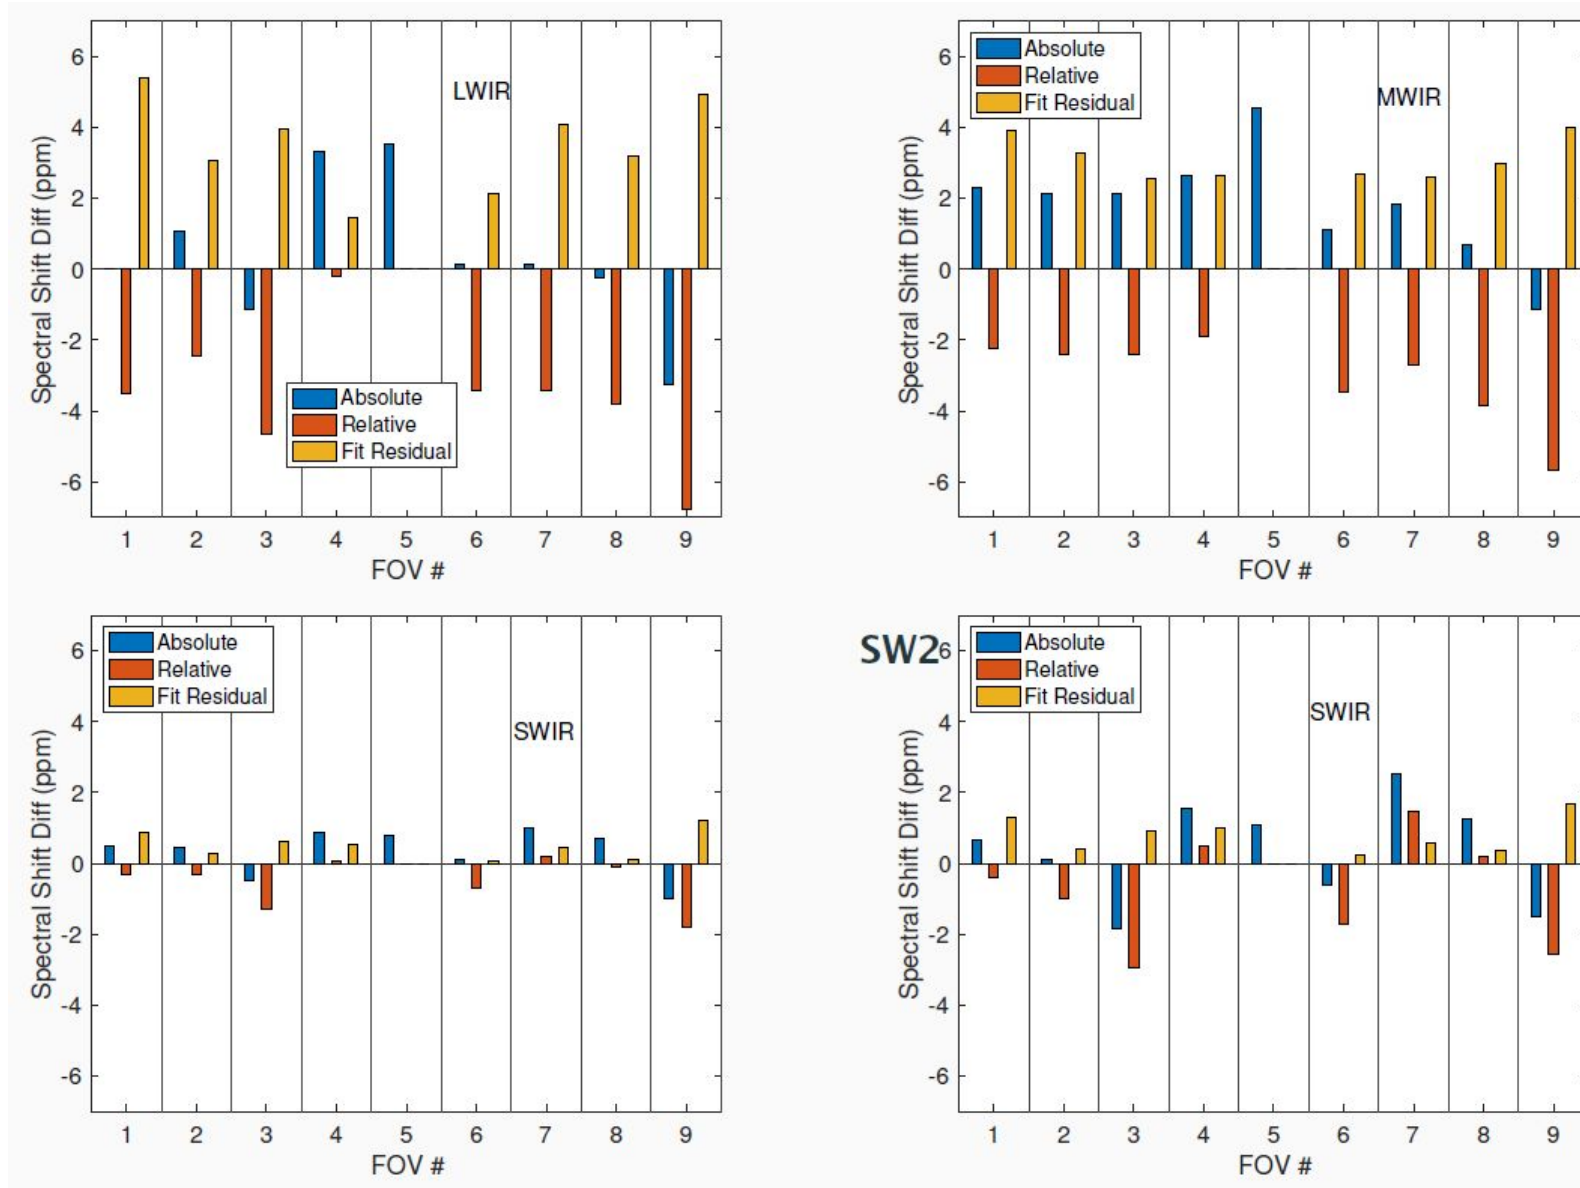 6
4
2
0
-2
-4
-6
Spectral Shift Diff (ppm)
LWIR
Absolute
Relative
Fit Residual
1 2 3 4 5 6 7 8 9
FOV #
6
4
2
0
-2
-4
-6
Spectral Shift Diff (ppm)
Absolute
Relative
Fit Residual
MWIR
1 2 3 4 5 6 7 8 9
FOV #
6
4
2
0
-2
-4
-6
Spectral Shift Diff (ppm)
Absolute
Relative
Fit Residual
SWIR
1 2 3 4 5 6 7 8 9
FOV #
SW2
6
4
2
0
-2
-4
-6
Spectral Shift Diff (ppm)
Absolute
Relative
Fit Residual
SWIR
1 2 3 4 5 6 7 8 9
FOV #